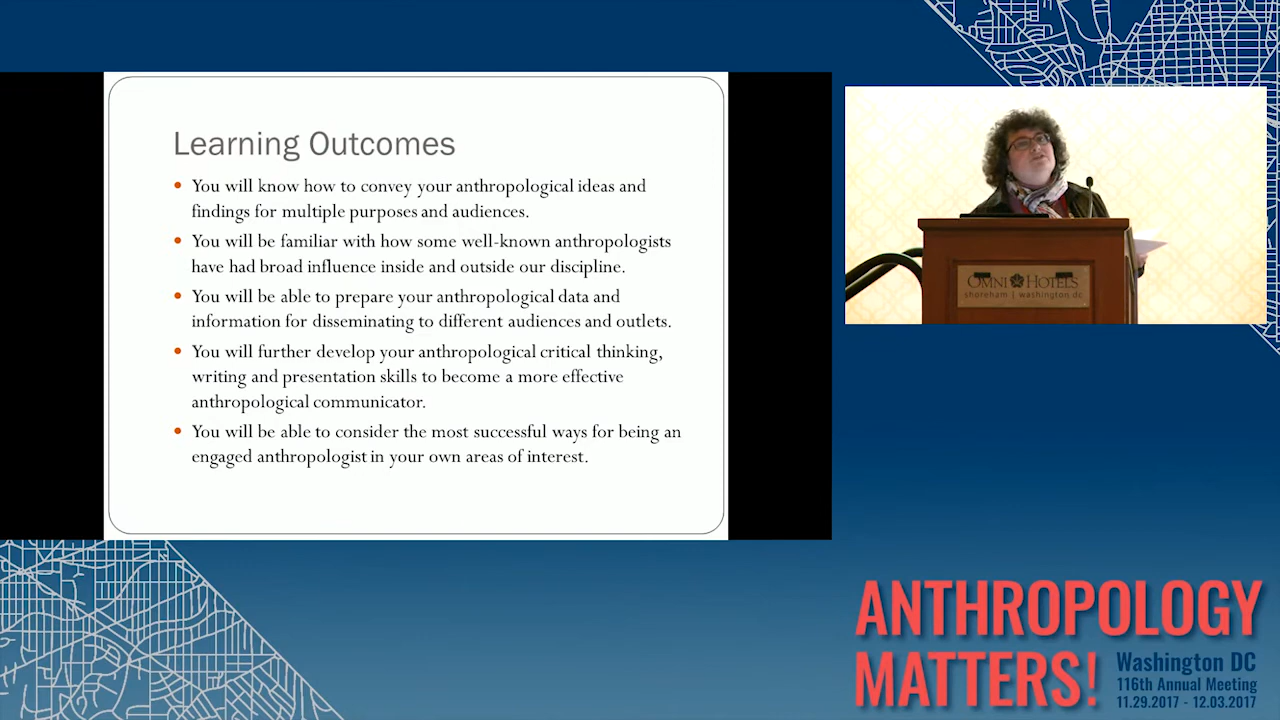 Learning Outcomes
• You will know how to convey your anthropological ideas and
findings for multiple purposes and audiences.
• You will be familiar with how some well-known anthropologists
have had broad influence inside and outside our discipline.
• You will be able to prepare your anthropological data and
information for disseminating to different audiences and outlets.
• You will further develop your anthropological critical thinking,
writing and presentation skills to become a more effective
anthropological communicator.
• You will be able to consider the most successful ways for being an
engaged anthropologist in your own areas of interest.
OMNI HOTELS
shoreham | washington dc
ANTHROPOLOGY
MATTERS!
Washington DC
116th Annual Meeting
11.29.2017 - 12.03.2017